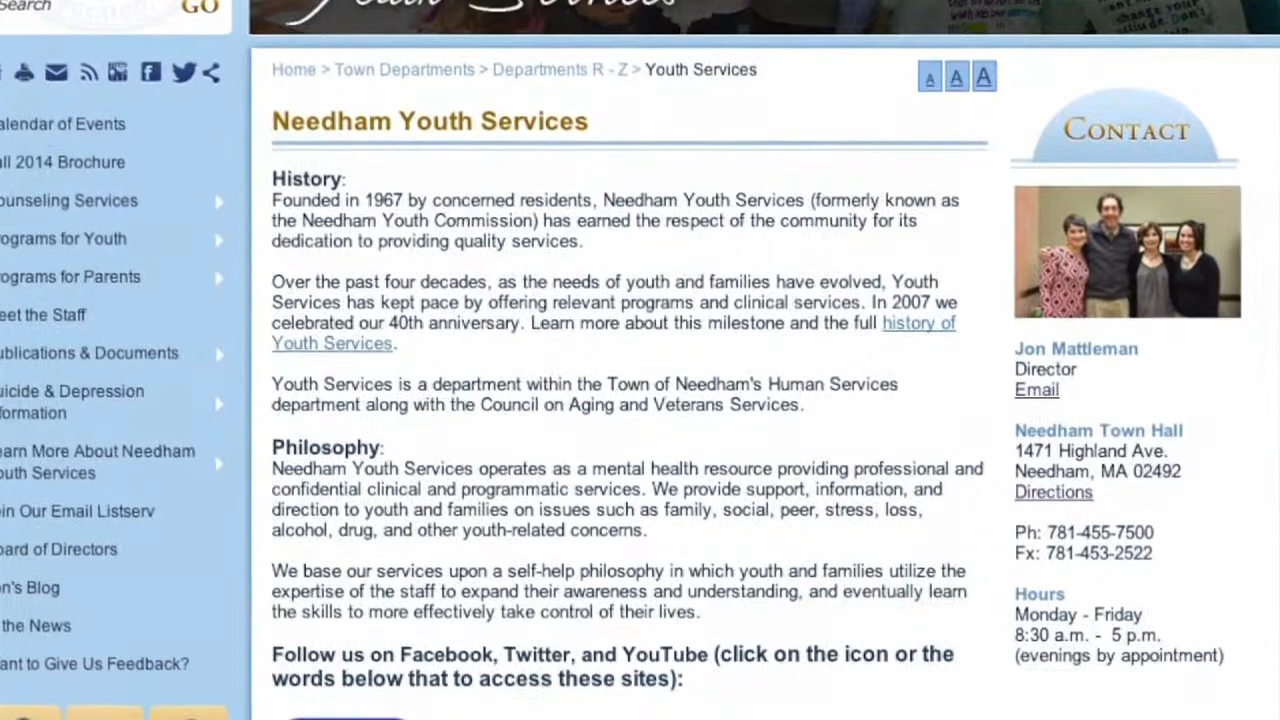 Search GO
Youth Services
Home > Town Departments > Departments R - Z > Youth Services
A A A
alendar of Events
all 2014 Brochure
ounseling Services
ograms for Youth
ograms for Parents
eet the Staff
ublications & Documents
uicide & Depression
formation
earn More About Needham
outh Services
in Our Email Listserv
oard of Directors
n's Blog
the News
ant to Give Us Feedback?
Needham Youth Services
History:
Founded in 1967 by concerned residents, Needham Youth Services (formerly known as
the Needham Youth Commission) has earned the respect of the community for its
dedication to providing quality services.
Over the past four decades, as the needs of youth and families have evolved, Youth
Services has kept pace by offering relevant programs and clinical services. In 2007 we
celebrated our 40th anniversary. Learn more about this milestone and the full history of
Youth Services.
Youth Services is a department within the Town of Needham's Human Services
department along with the Council on Aging and Veterans Services.
Philosophy:
Needham Youth Services operates as a mental health resource providing professional and
confidential clinical and programmatic services. We provide support, information, and
direction to youth and families on issues such as family, social, peer, stress, loss,
alcohol, drug, and other youth-related concerns.
We base our services upon a self-help philosophy in which youth and families utilize the
expertise of the staff to expand their awareness and understanding, and eventually learn
the skills to more effectively take control of their lives.
Follow us on Facebook, Twitter, and YouTube (click on the icon or the
words below that to access these sites):
CONTACT
Jon Mattleman
Director
Email
Needham Town Hall
1471 Highland Ave.
Needham, MA 02492
Directions
Ph: 781-455-7500
Fx: 781-453-2522
Hours
Monday - Friday
8:30 a.m. - 5 p.m.
(evenings by appointment)